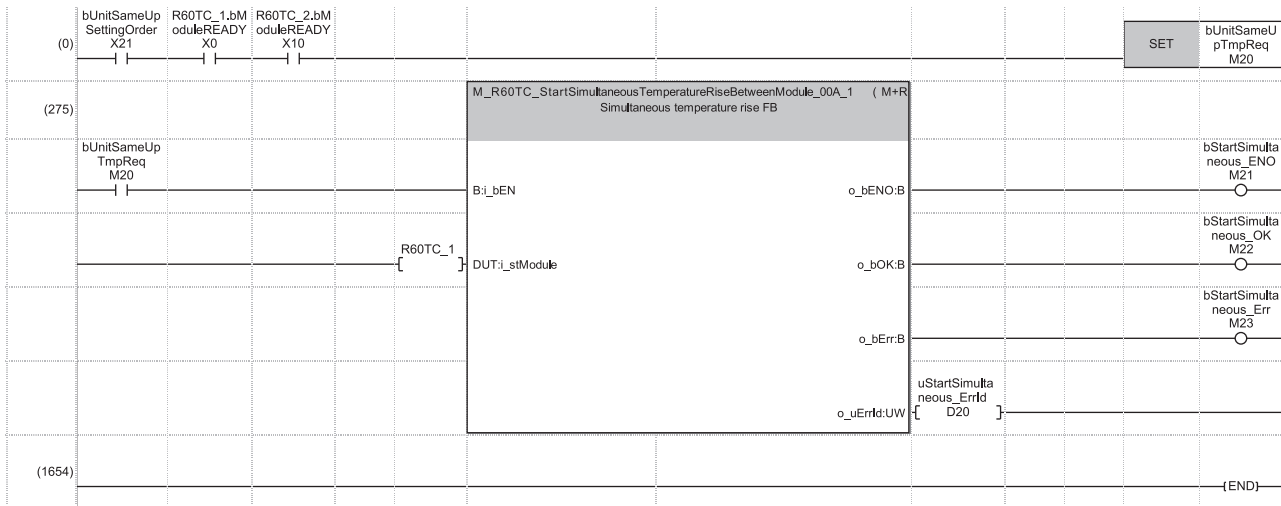 bUnitSameUp R60TC_1.bM R60TC_2.bM bUnitSameU
SettingOrder oduleREADY oduleREADY SET pTmpReq
(0) X21 X0 X10 M20
M_R60TC_StartSimultaneousTemperatureRiseBetweenModule_00A_1 ( M+R
(275) Simultaneous temperature rise FB
bUnitSameUp bStartSimulta
TmpReq neous_ENO
M20 M21
B:i_bEN o_bENO:B
bStartSimulta
neous_OK
R60TC_1 M22
DUT:i_stModule o_bOK:B
bStartSimulta
neous_Err
M23
o_bErr:B
uStartSimulta
neous_ErrId
o_uErrId:UW D20
(1654)
END